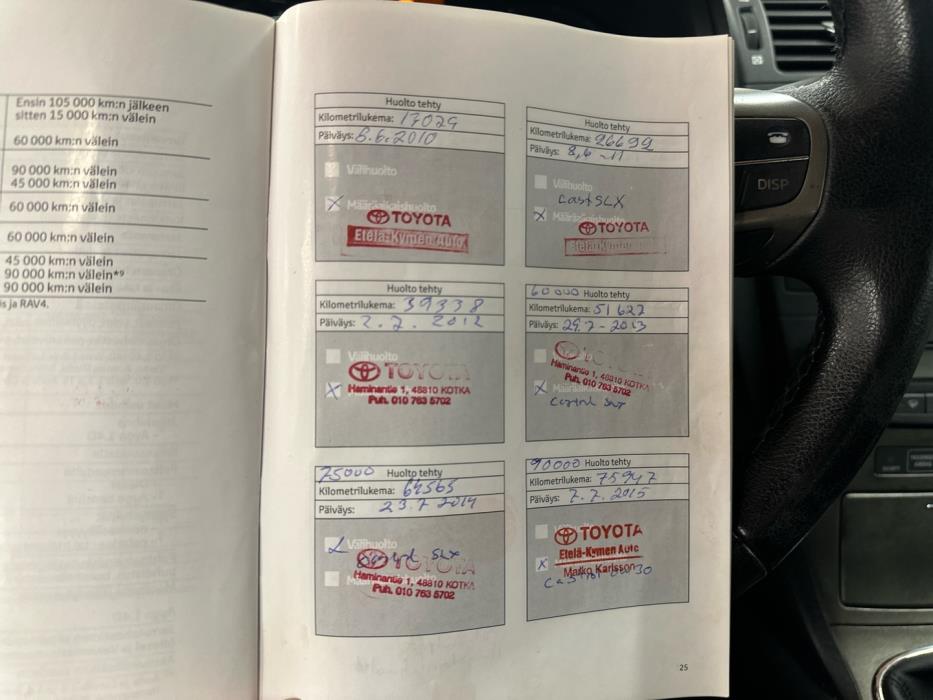 Ensin 105 000 km:n jälkeen
sitten 15 000 km:n välein
60 000 km:n välein
90 000 km:n välein
45 000 km:n välein
60 000 km:n välein
60 000 km:n välein
45 000 km:n välein
90 000 km:n välein*9
90 000 km:n välein
is ja RAV4.
Huolto tehty
Kilometrilukema: 17029
Päiväys: 8.6.2010
Välihuolto
X Määräaikaishuolto
TOYOTA
Etelä-Kymen Auto
Huolto tehty
Kilometrilukema: 26692
Päiväys: 8,6 -11
Välihuolto
Cast SLX
X Määräaikaishuolto
TOYOTA
Etelä-Kymen
Huolto tehty
Kilometrilukema: 39338
Päiväys: 2.7.2012
Välihuolto
TOYOTA
X
Haminantie 1, 48810 KOTKA
Puh. 010 763 5702
60000 Huolto tehty
Kilometrilukema: 51627
Päiväys: 29.7-2013
TOYOTA
X
Haminantie 1, 48810 KOTKA
Puh. 010 763 5702
75000 Huolto tehty
Kilometrilukema: 64565
Päiväys: 23.7 2014
Välihuolto
SLX
TOYOTA
Haminantie 1, 48810 KOTKA
Puh. 010 763 5702
90000 Huolto tehty
Kilometrilukema: 75947
Päiväys: 7.7.2015
TOYOTA
Etelä-Kymen Auto
X
Marko Karlsson
Castrol
25
DISP